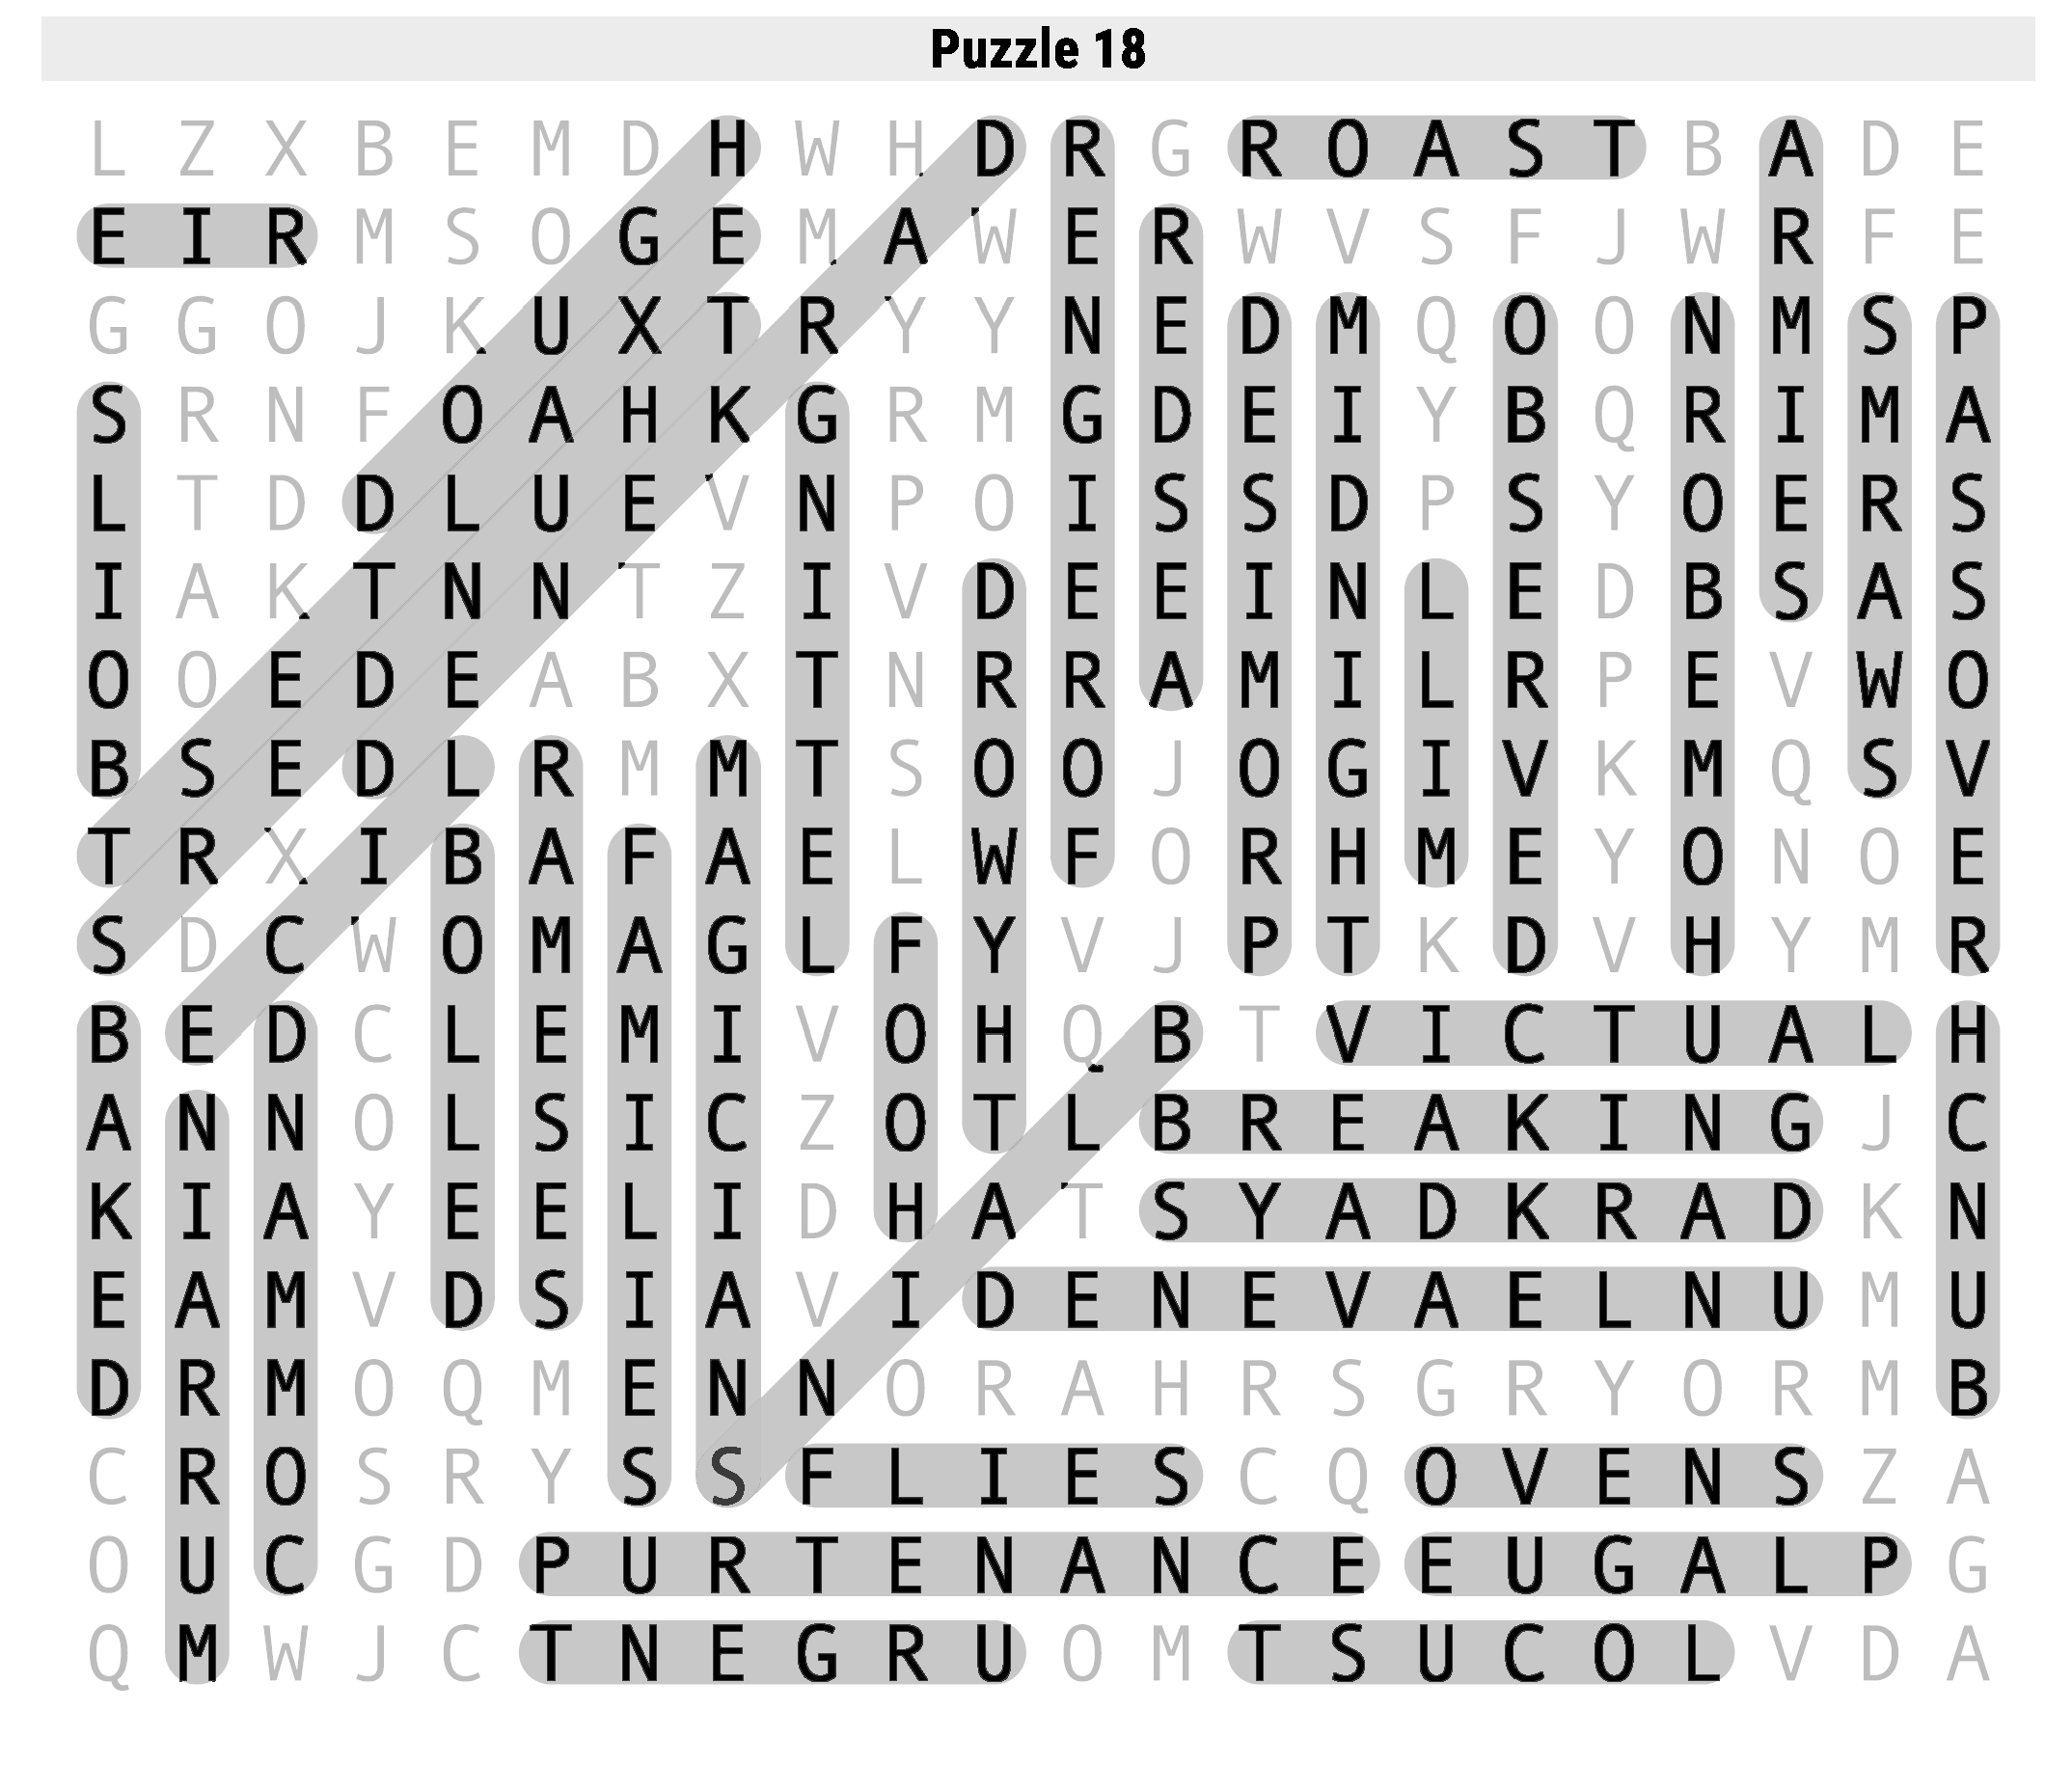 Puzzle 18
L Z X B E M D H W H D R G R O A S T B A D E
E I R M S O G E M A W E R W V S F J W R F E
G G O J K U X T R Y Y N E D M Q O O N M S P
S R N F O A H K G R M G D E I Y B Q R I M A
L T D D L U E V N P O I S S D P S Y O E R S
I A K T N N T Z I V D E E I N L E D B S A S
O O E D E A B X T N R R A M I L R P E V W O
B S E D L R M M T S O O J O G I V K M Q S V
T R X I B A F A E L W F O R H M E Y O N O E
S D C W O M A G L F Y V J P T K D V H Y M R
B E D C L E M I V O H Q B T V I C T U A L H
A N N O L S I C Z O T L B R E A K I N G J C
K I A Y E E L I D H A T S Y A D K R A D K N
E A M V D S I A V I D E N E V A E L N U M U
D R M O Q M E N N O R A H R S G R Y O R M B
C R O S R Y S S F L I E S C Q O V E N S Z A
O U C G D P U R T E N A N C E E U G A L P G
Q M W J C T N E G R U O M T S U C O L V D A